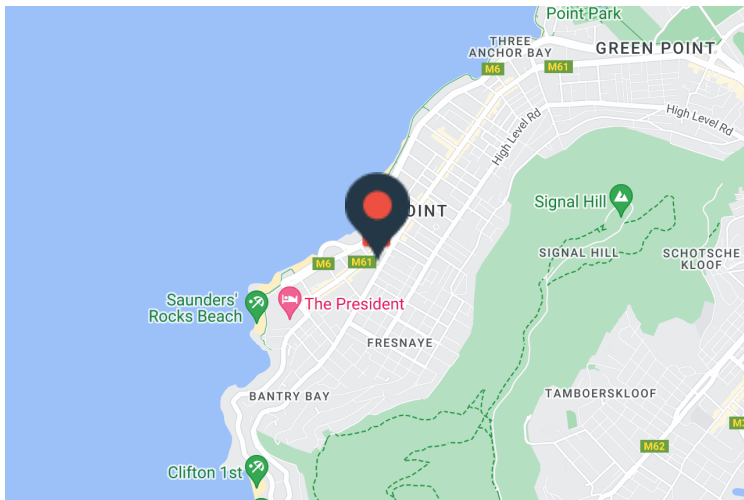 Point Park
THREE
ANCHOR BAY
GREEN POINT
M6
M61
High Level Rd
High Level Rd
Signal Hill
OINT
SIGNAL HILL
SCHOTSCHE
KLOOF
M6
M61
Saunders'
Rocks Beach
The President
FRESNAYE
BANTRY BAY
TAMBOERSKLOOF
M62
Clifton 1st